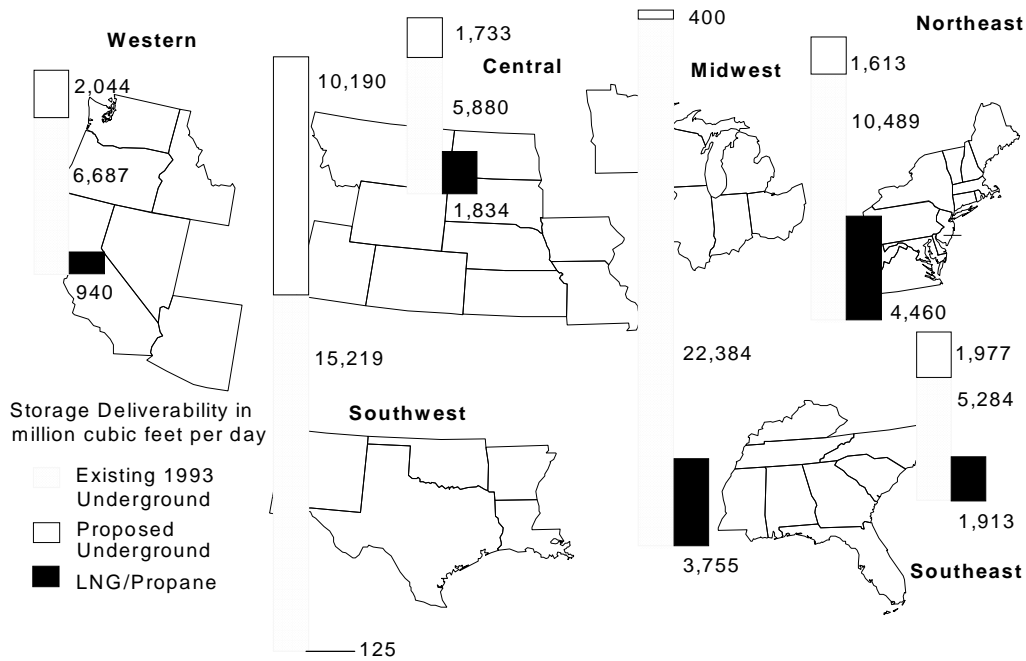 Western
2,044
6,687
940
10,190
15,219
125
Southwest
1,733
Central
5,880
1,834
400
Midwest
22,384
3,755
Northeast
1,613
10,489
4,460
1,977
5,284
1,913
Southeast
Storage Deliverability in
million cubic feet per day
Existing 1993
Underground
Proposed
Underground
LNG/Propane